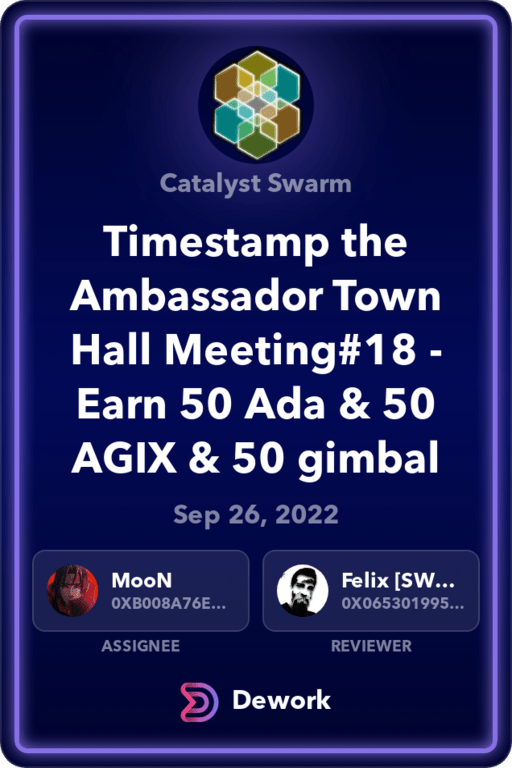 Catalyst Swarm
Timestamp the
Ambassador Town
Hall Meeting#18 -
Earn 50 Ada & 50
AGIX & 50 gimbal
Sep 26, 2022
MooN
0XB008A76E...
Felix [SW...
0X065301995...
ASSIGNEE
REVIEWER
Dework